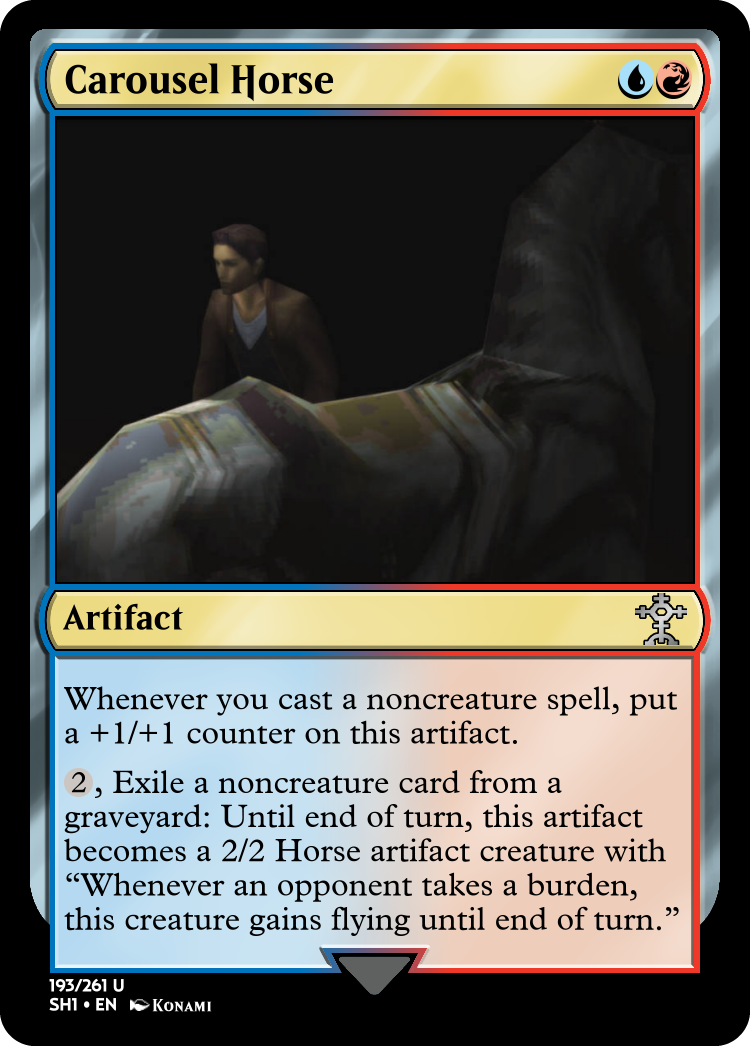 Carousel Horse
Artifact
Whenever you cast a noncreature spell, put
a +1/+1 counter on this artifact.
2, Exile a noncreature card from a
graveyard: Until end of turn, this artifact
becomes a 2/2 Horse artifact creature with
“Whenever an opponent takes a burden,
this creature gains flying until end of turn.”
193/261 U
SH1 • EN KONAMI